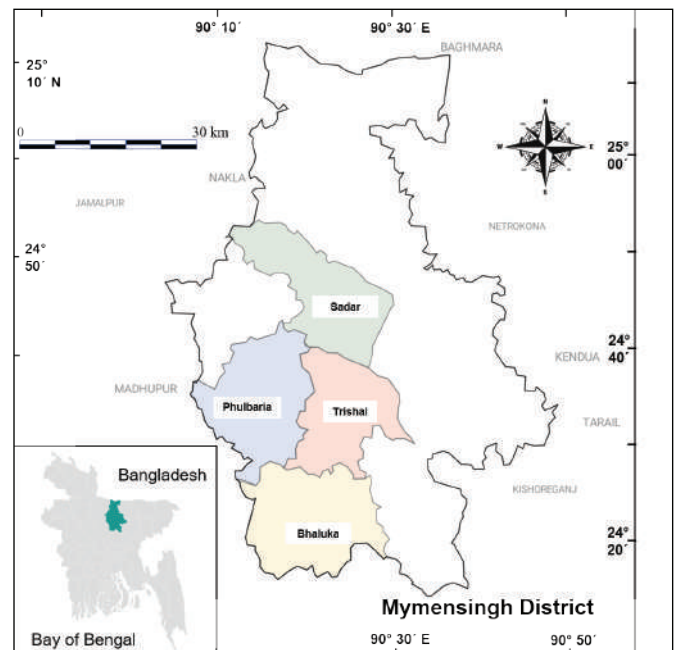 90° 10´
90° 30´ E
BAGHMARA
25°
10´ N
0
30 km
N
W
E
S
25°
00´
NAKLA
JAMALPUR
NETROKONA
24°
50´
Sadar
24°
40´
KENDUA
MADHUPUR
Phulbaria
Trishal
TARAIL
Bangladesh
KISHOREGANJ
Bhaluka
24°
20´
Mymensingh District
Bay of Bengal
90° 30´ E
90° 50´